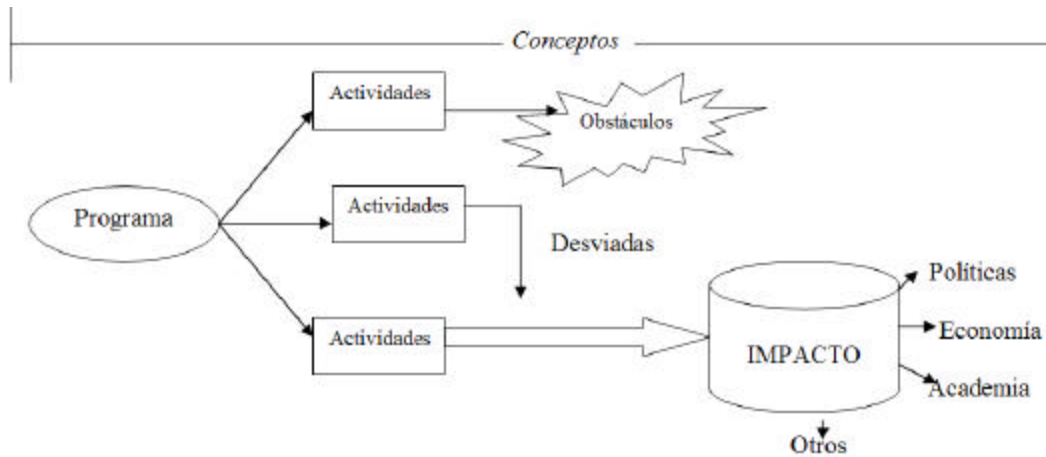 Conceptos
Actividades
Obstáculos
Programa
Actividades
Desviadas
Actividades
IMPACTO
Políticas
Economía
Academia
Otros